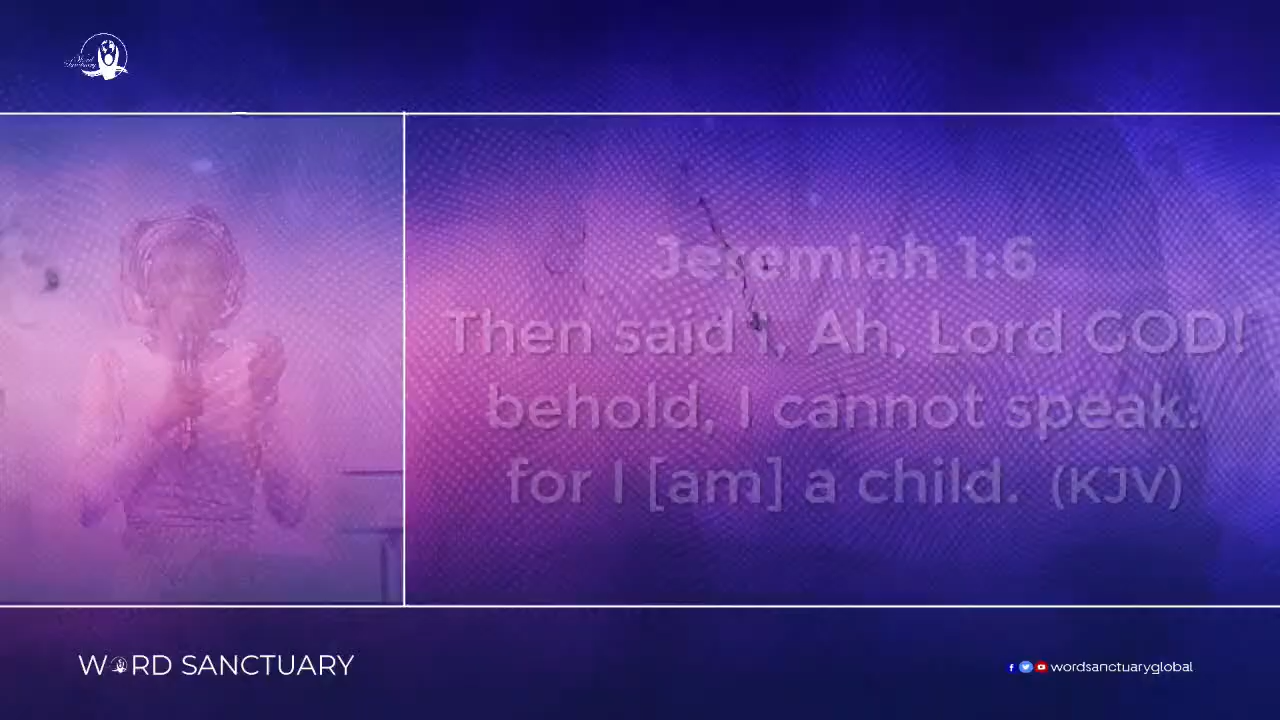 Jeremiah 1:6
Then said I, Ah, Lord GOD!
behold, I cannot speak:
for I [am] a child. (KJV)
WORD SANCTUARY
wordsanctuaryglobal